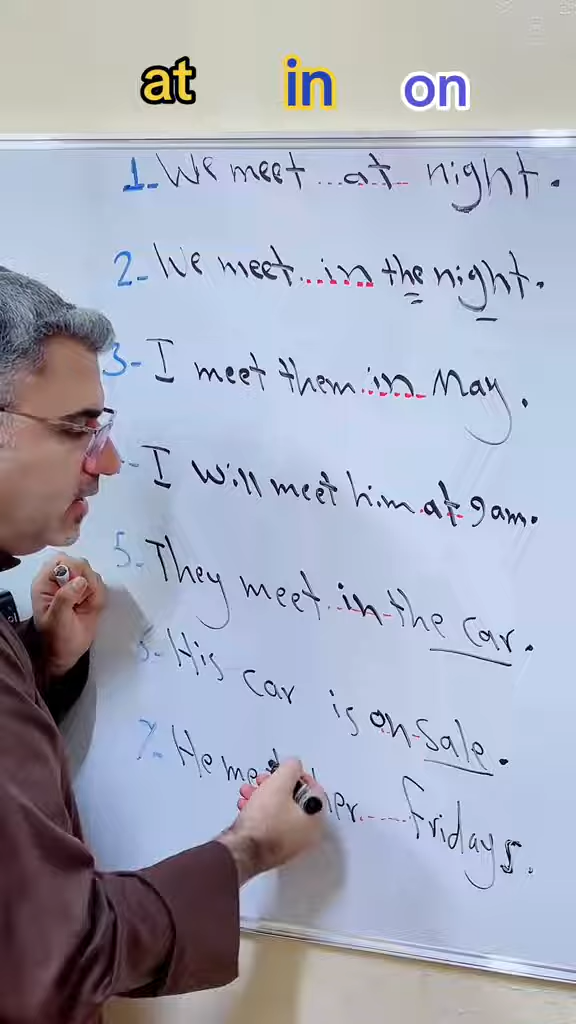 at in on
1- We meet ...at... night.
2- We meet ...in the night.
3- I meet them ...in... May.
- I will meet him at 9 am.
5- They meet ...in the car.
- His car is on sale.
7- He her ...... fridays.